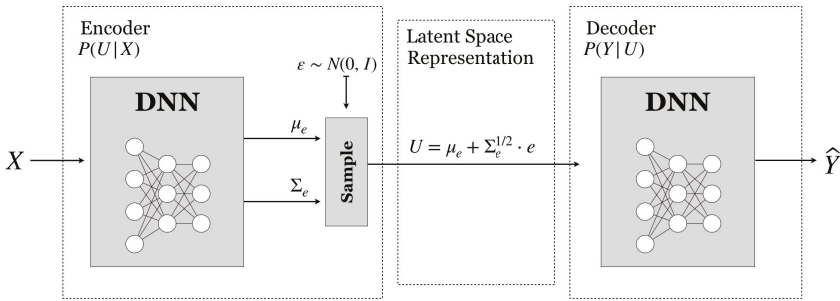 Encoder
P(U|X)
DNN
X
μₑ
Σₑ
ε ~ N(0, I)
Sample
Latent Space
Representation
U = μₑ + Σₑ^{1/2} · e
Decoder
P(Y|U)
DNN
Ŷ